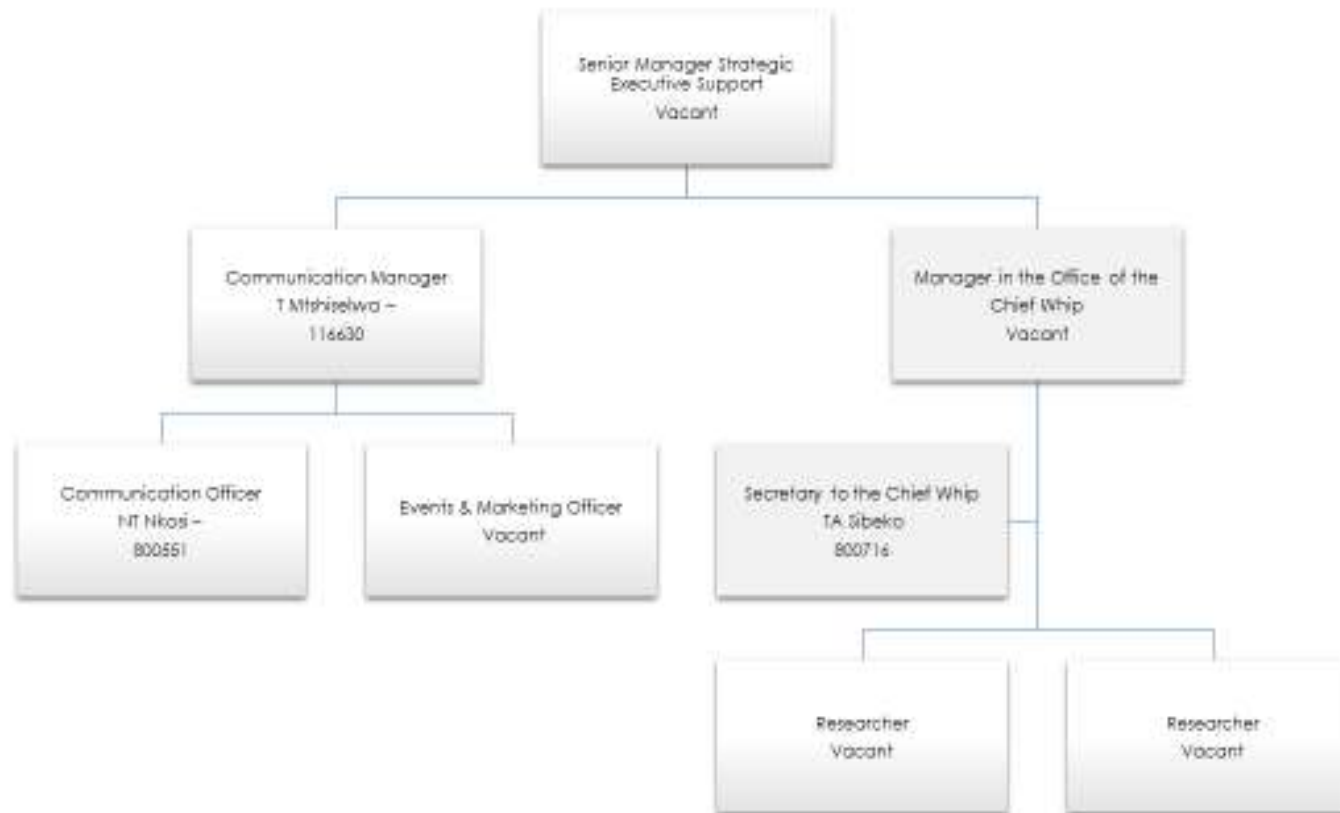 Senior Manager Strategic
Executive Support
Vacant
Communication Manager
T Mtshiselwa –
116630
Manager in the Office of the
Chief Whip
Vacant
Communication Officer
NT Nkosi –
800551
Events & Marketing Officer
Vacant
Secretary to the Chief Whip
TA Sibeko
800716
Researcher
Vacant
Researcher
Vacant